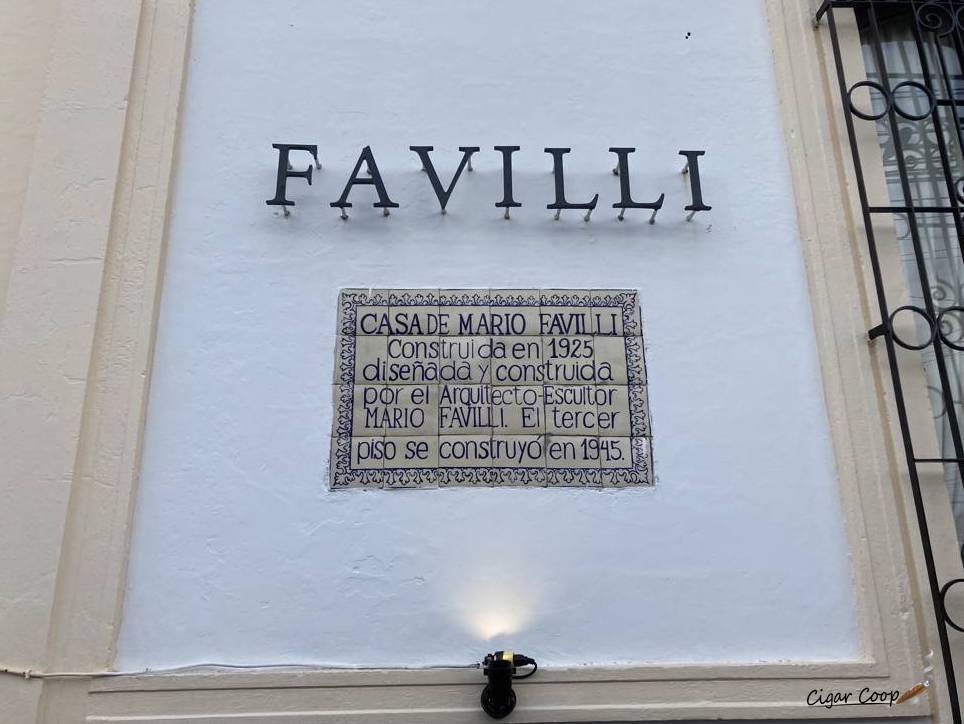 FAVILLI
CASA DE MARIO FAVILLI
Construida en 1925
diseñada y construida
por el Arquitecto-Escultor
MARIO FAVILLI. El tercer
piso se construyó en 1945.
Cigar Coop